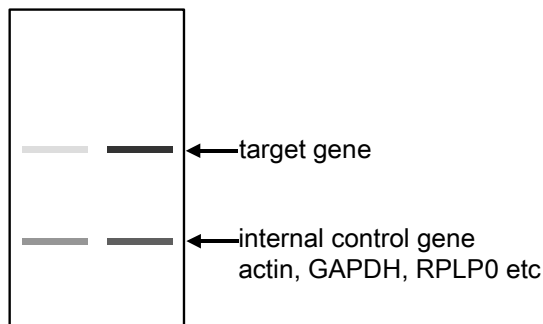 target gene
internal control gene
actin, GAPDH, RPLP0 etc